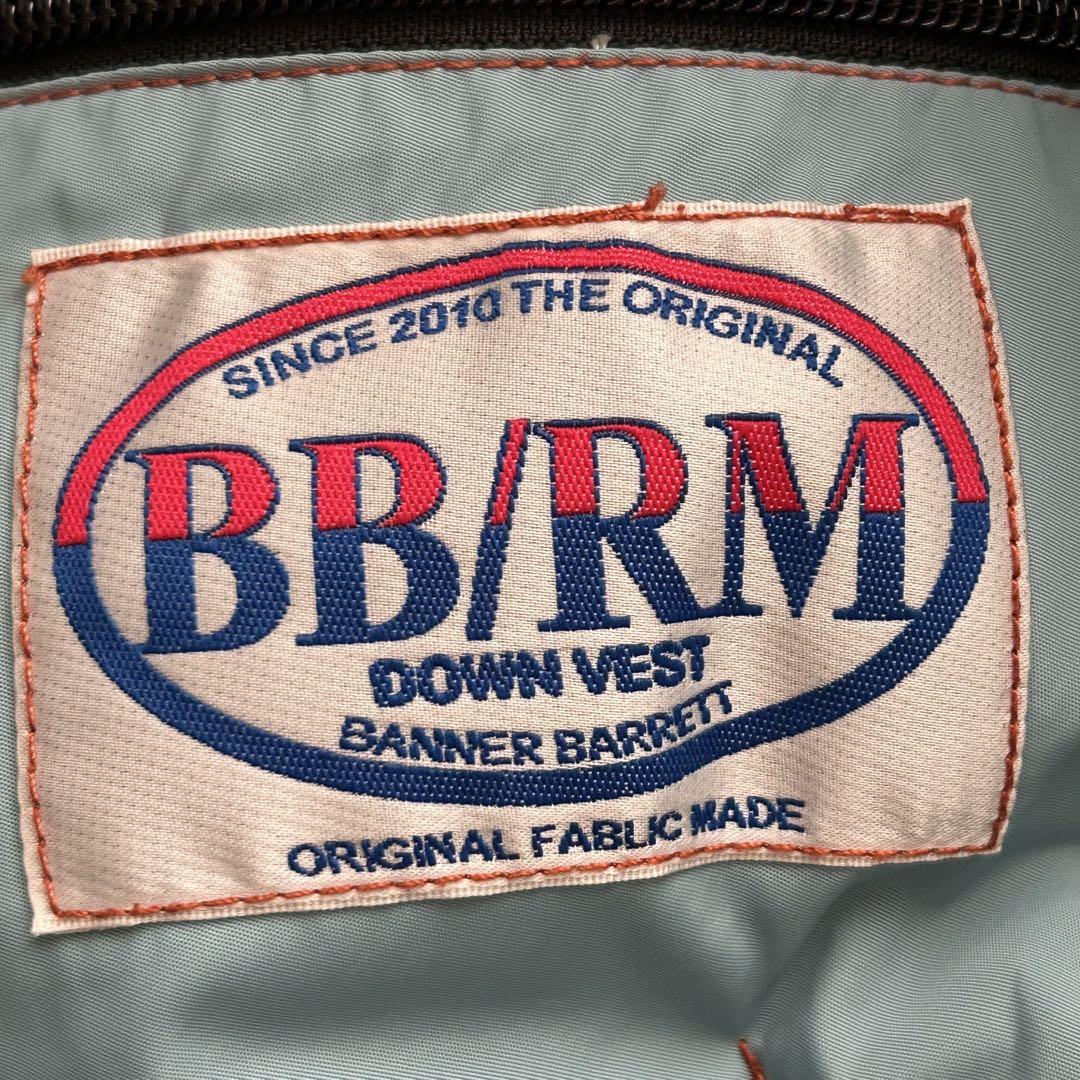 SINCE 2010 THE ORIGINAL
BB/RM
DOWN VEST
BANNER BARRETT
ORIGINAL FABLIC MADE